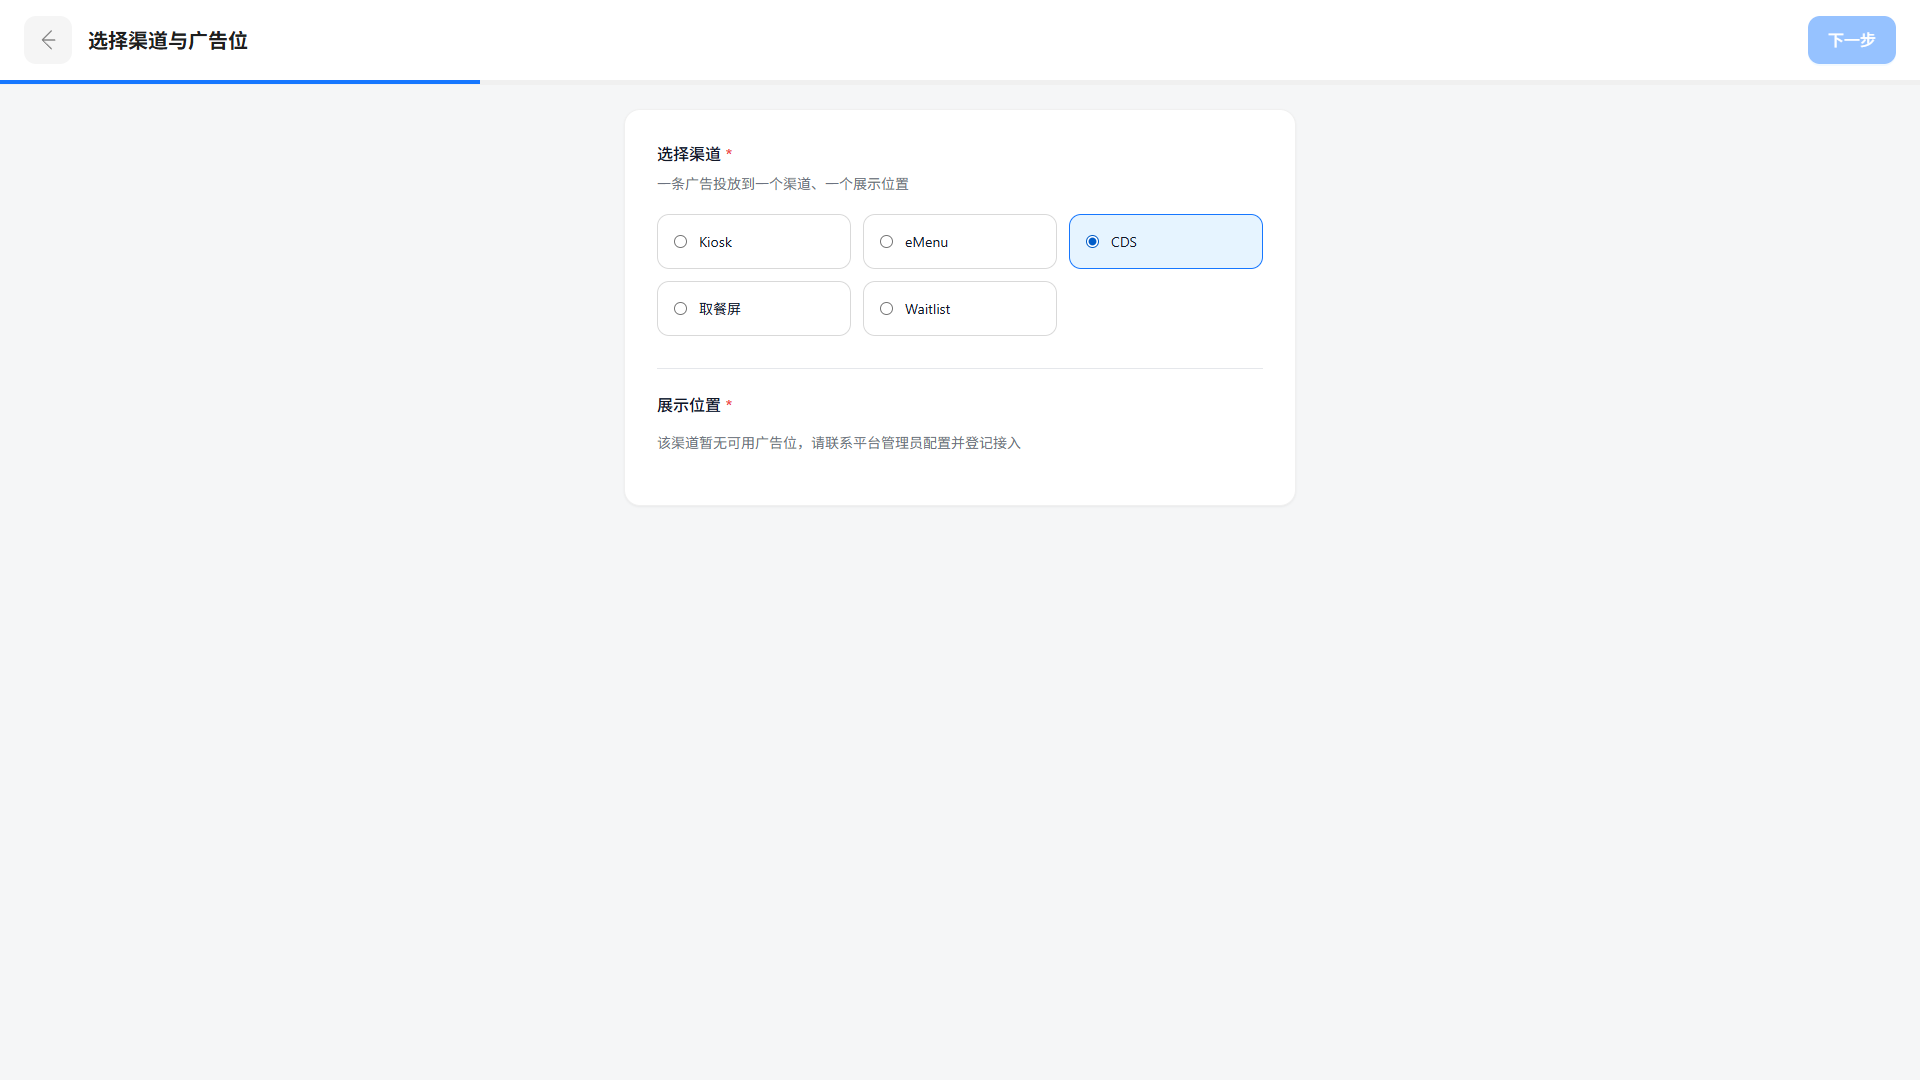 选择渠道与广告位
下一步
选择渠道 *
一条广告投放到一个渠道、一个展示位置
Kiosk
eMenu
CDS
取餐屏
Waitlist
展示位置 *
该渠道暂无可用广告位，请联系平台管理员配置并登记接入